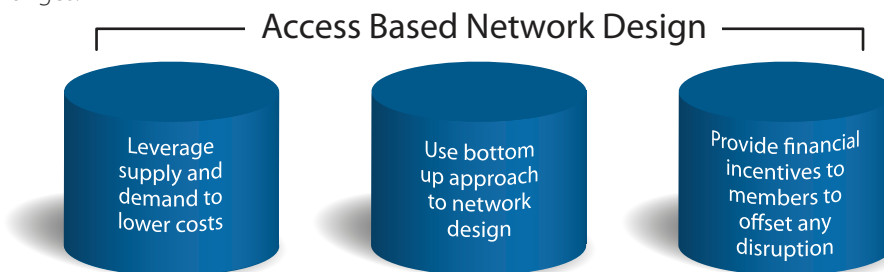 Access Based Network Design
Leverage
supply and
demand to
lower costs
Use bottom
up approach
to network
design
Provide financial
incentives to
members to
offset any
disruption